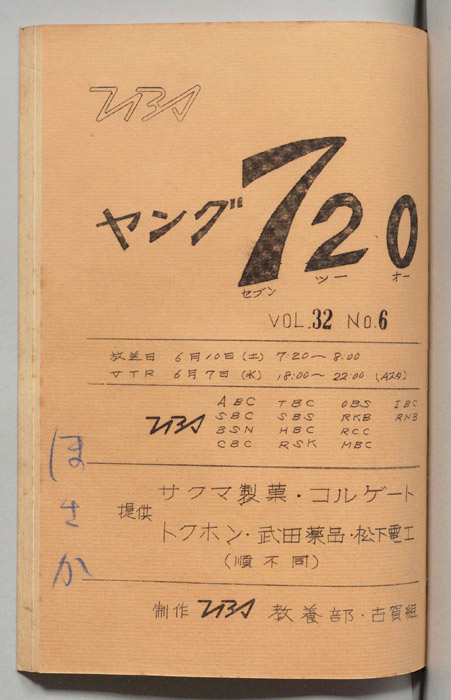 TBS
ヤング720
セブン ツー オー
VOL.32 No.6
放送日 6月10日(土) 7:20～8:00
VTR 6月7日(水) 18:00～22:00 (Aスタ)
TBS
ABC TBC OBS IBC
SBC SBS RKB RNB
BSN HBC RCC
CBC RSK MBC
提供
サクマ製菓・コルゲート
トクホン・武田薬品・松下電工
(順不同)
制作 TBS 教養部・古賀組
ほさか